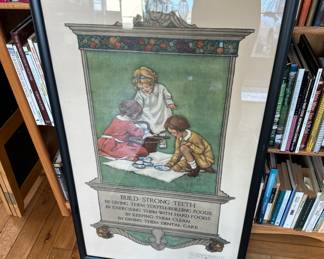 BUILD STRONG TEETH
BY GIVING THEM TOOTH-BUILDING FOODS
BY EXERCISING THEM WITH HARD FOODS
BY KEEPING THEM CLEAN
BY GIVING THEM DENTAL CARE